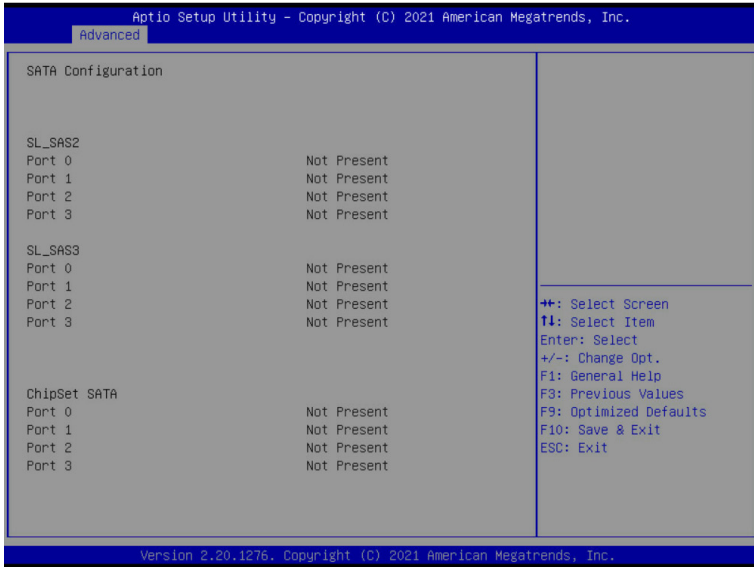 Aptio Setup Utility – Copyright (C) 2021 American Megatrends, Inc.
Advanced
SATA Configuration
SL_SAS2
Port 0 Not Present
Port 1 Not Present
Port 2 Not Present
Port 3 Not Present
SL_SAS3
Port 0 Not Present
Port 1 Not Present
Port 2 Not Present
Port 3 Not Present
ChipSet SATA
Port 0 Not Present
Port 1 Not Present
Port 2 Not Present
Port 3 Not Present
→←: Select Screen
↑↓: Select Item
Enter: Select
+/-: Change Opt.
F1: General Help
F3: Previous Values
F9: Optimized Defaults
F10: Save & Exit
ESC: Exit
Version 2.20.1276. Copyright (C) 2021 American Megatrends, Inc.